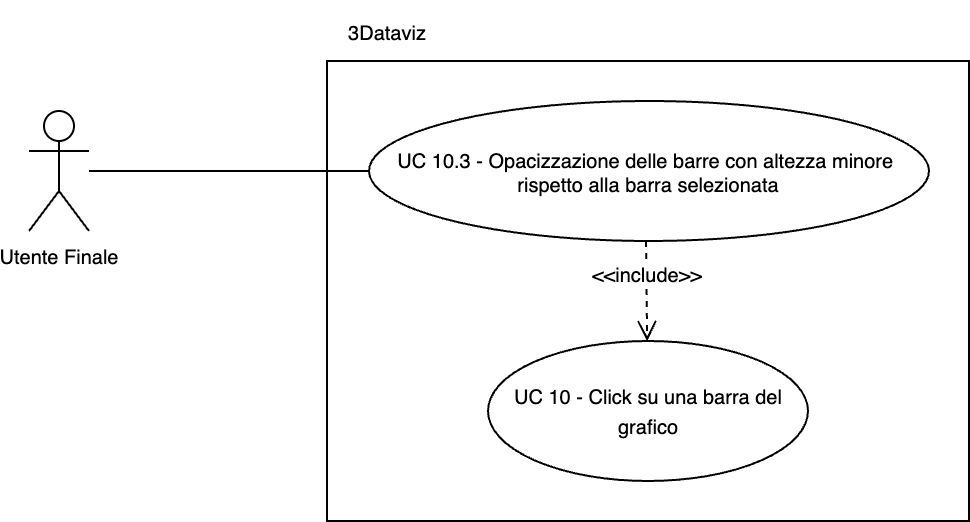 3Dataviz
UC 10.3 - Opacizzazione delle barre con altezza minore
rispetto alla barra selezionata
Utente Finale
<<include>>
UC 10 - Click su una barra del
grafico